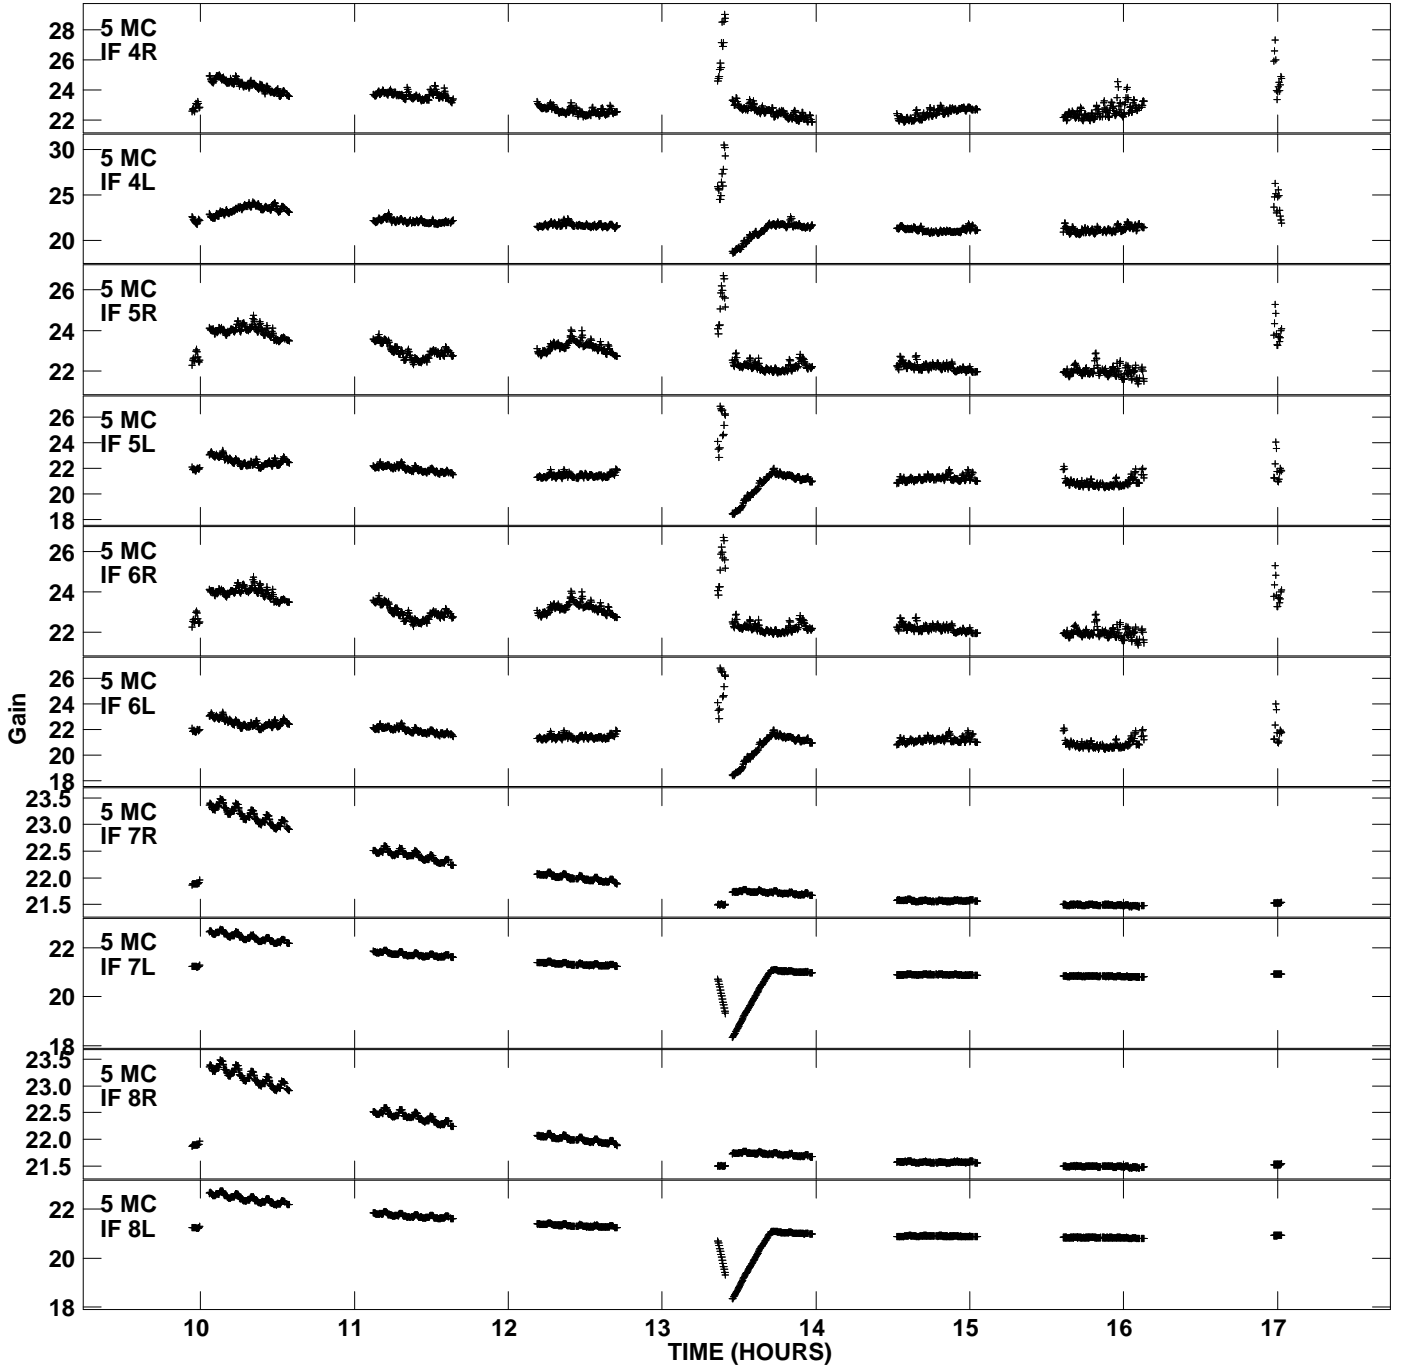 5 MC
IF 4R
28
26
24
22
5 MC
IF 4L
30
25
20
5 MC
IF 5R
26
24
22
5 MC
IF 5L
26
24
22
20
18
5 MC
IF 6R
26
24
22
5 MC
IF 6L
26
24
22
20
18
Gain
5 MC
IF 7R
23.5
23.0
22.5
22.0
21.5
5 MC
IF 7L
22
20
18
5 MC
IF 8R
23.5
23.0
22.5
22.0
21.5
5 MC
IF 8L
22
20
18
10 11 12 13 14 15 16 17
TIME (HOURS)